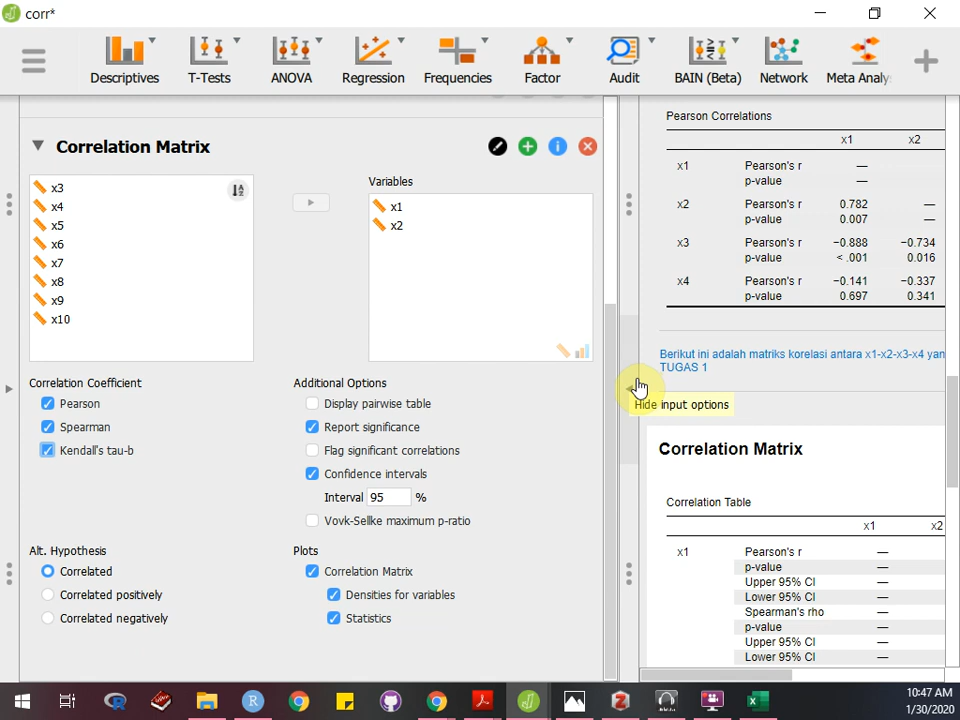 corr*
Descriptives
T-Tests
ANOVA
Regression
Frequencies
Factor
Audit
BAIN (Beta)
Network
Meta Analy
Correlation Matrix
x3
x4
x5
x6
x7
x8
x9
x10
Variables
x1
x2
Correlation Coefficient
Pearson
Spearman
Kendall's tau-b
Additional Options
Display pairwise table
Report significance
Flag significant correlations
Confidence intervals
Interval 95 %
Vovk-Sellke maximum p-ratio
Alt. Hypothesis
Correlated
Correlated positively
Correlated negatively
Plots
Correlation Matrix
Densities for variables
Statistics
Pearson Correlations
x1 x2
x1 Pearson's r —
p-value —
x2 Pearson's r 0.782 —
p-value 0.007 —
x3 Pearson's r −0.888 −0.734
p-value < .001 0.016
x4 Pearson's r −0.141 −0.337
p-value 0.697 0.341
Berikut ini adalah matriks korelasi antara x1-x2-x3-x4 yan
TUGAS 1
Hide input options
Correlation Matrix
Correlation Table
x1 x2
x1 Pearson's r —
p-value —
Upper 95% CI —
Lower 95% CI —
Spearman's rho —
p-value —
Upper 95% CI —
Lower 95% CI —
10:47 AM
1/30/2020